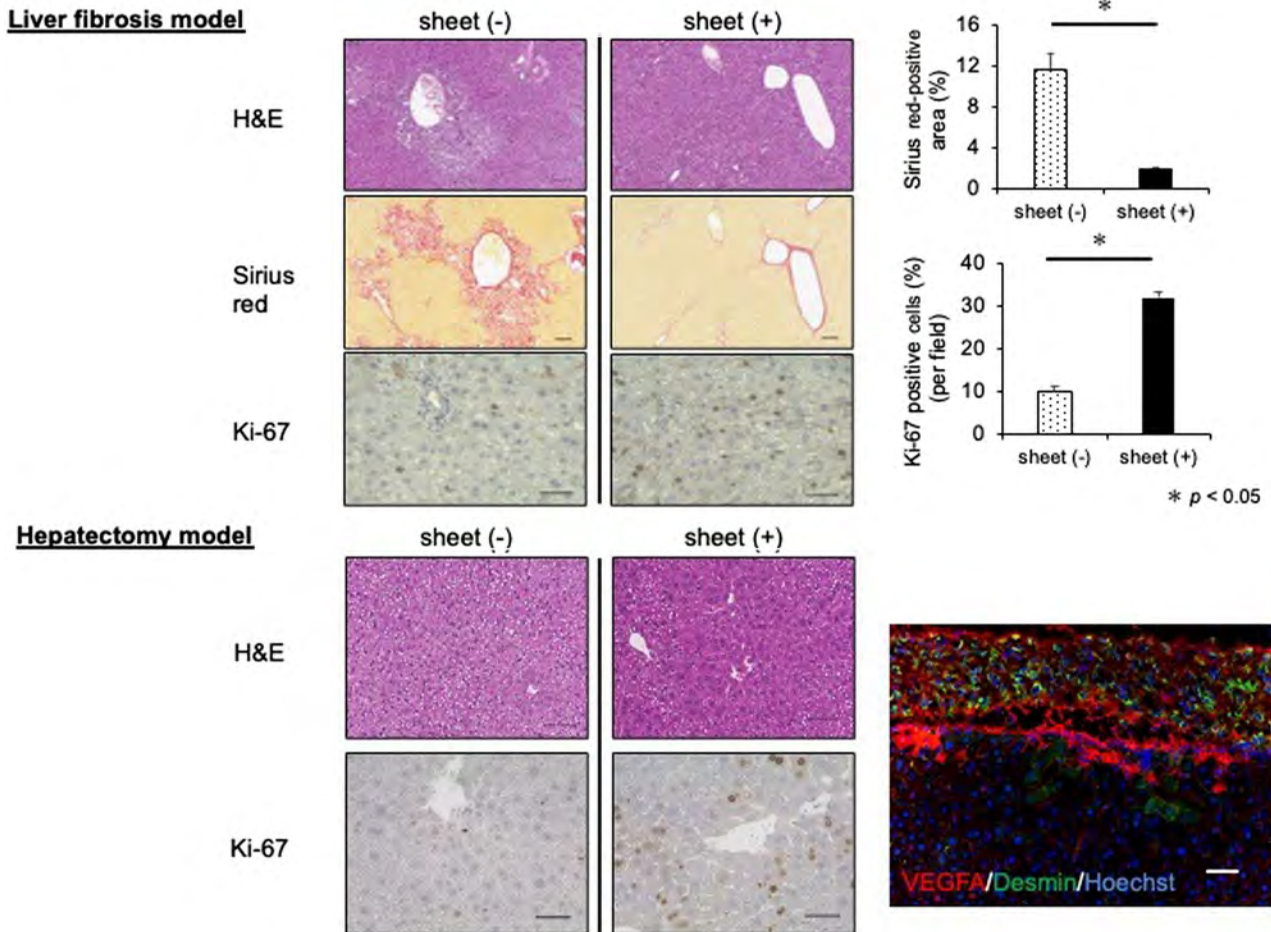 Liver fibrosis model
sheet (-)
sheet (+)
H&E
Sirius
red
Ki-67
Sirius red-positive
area (%)
16
12
8
4
0
*
sheet (-)
sheet (+)
Ki-67 positive cells (%)
(per field)
40
30
20
10
0
*
sheet (-)
sheet (+)
* p < 0.05
Hepatectomy model
sheet (-)
sheet (+)
H&E
Ki-67
VEGFA/Desmin/Hoechst